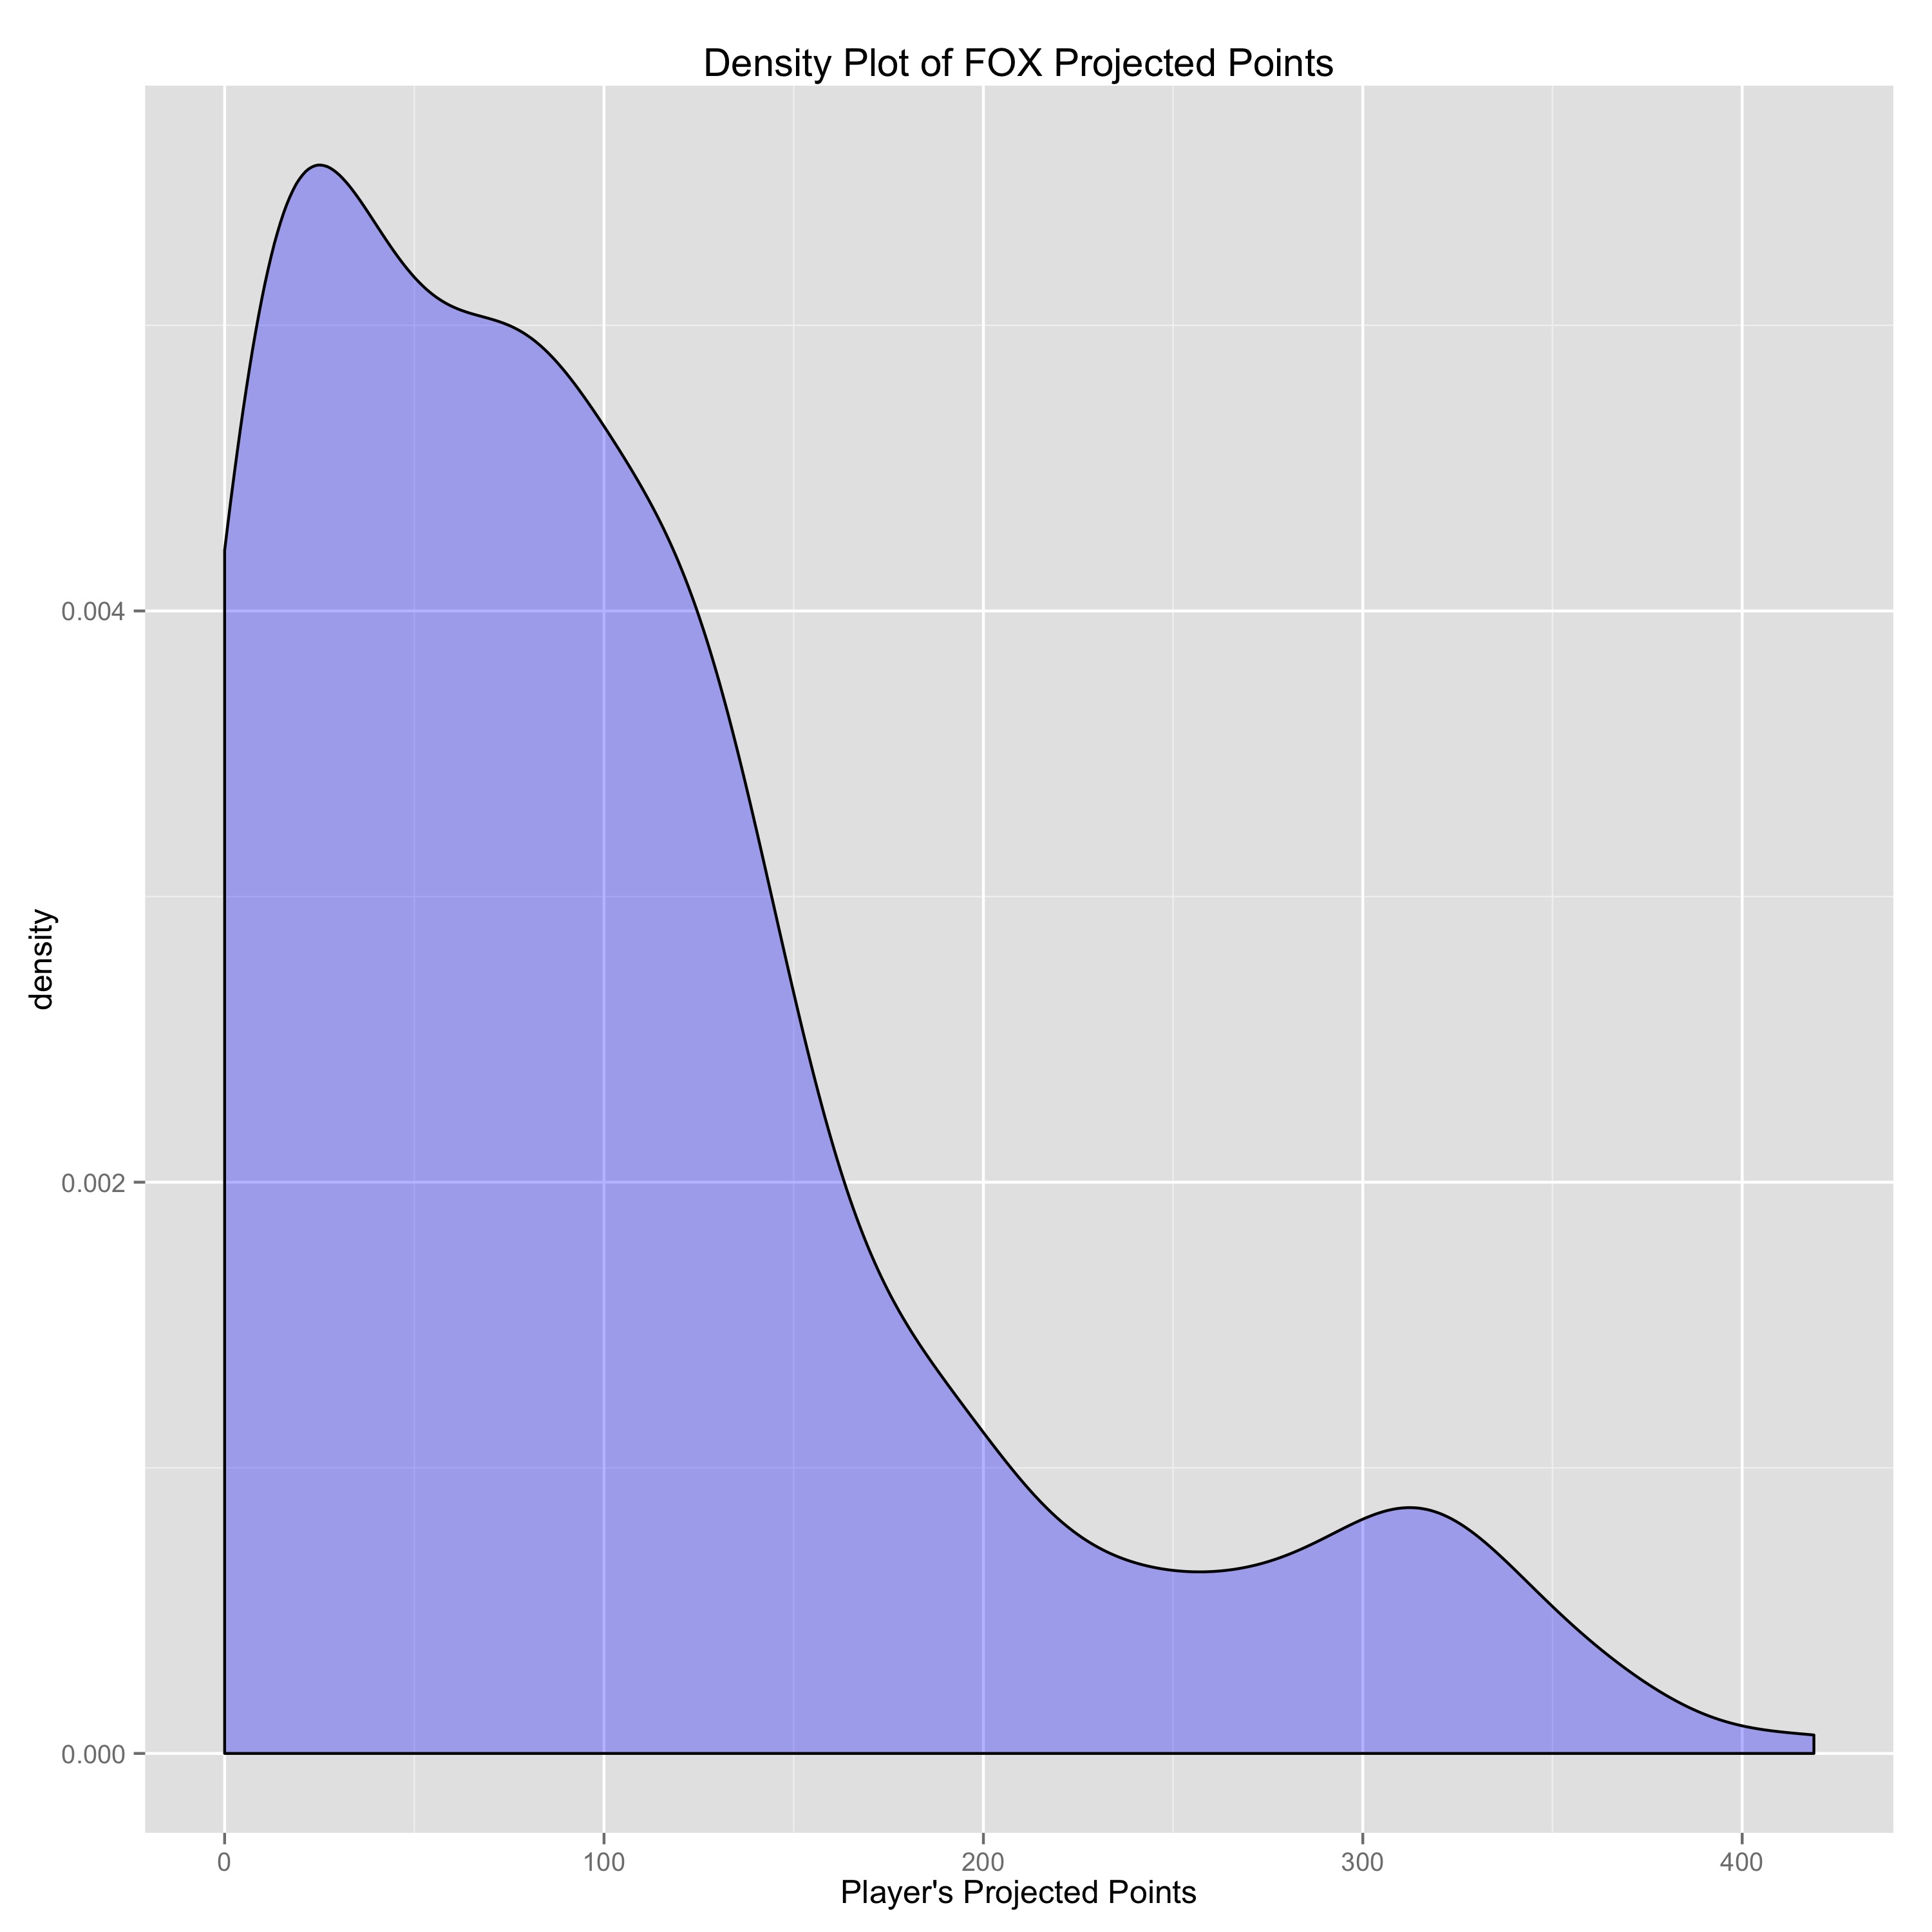 Density Plot of FOX Projected Points
density
0.004
0.002
0.000
0 100 200 300 400
Player's Projected Points